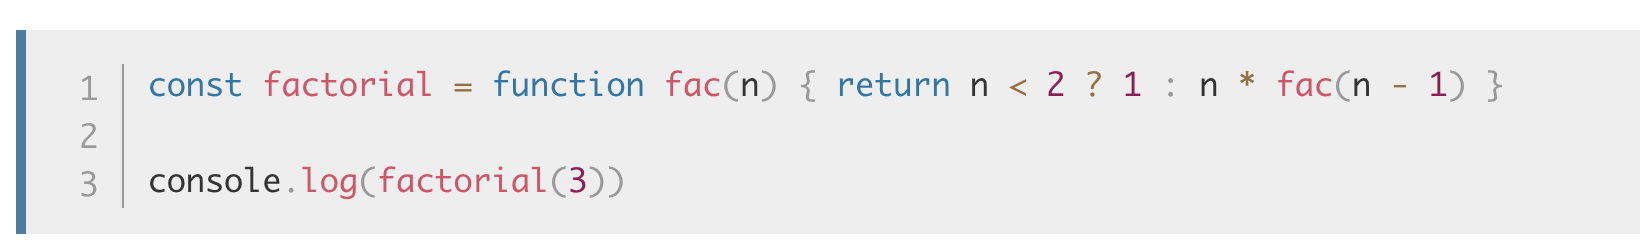 1 const factorial = function fac(n) { return n < 2 ? 1 : n * fac(n - 1) }
2
3 console.log(factorial(3))